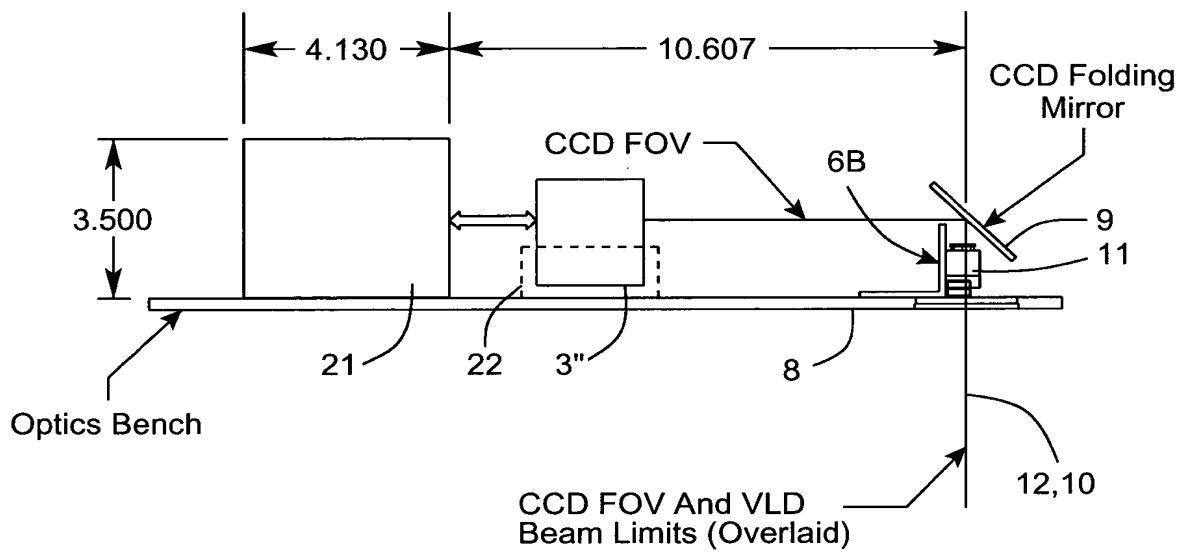 4.130
10.607
CCD Folding
Mirror
CCD FOV
6B
3.500
9
11
21
22
3"
8
Optics Bench
12,10
CCD FOV And VLD
Beam Limits (Overlaid)